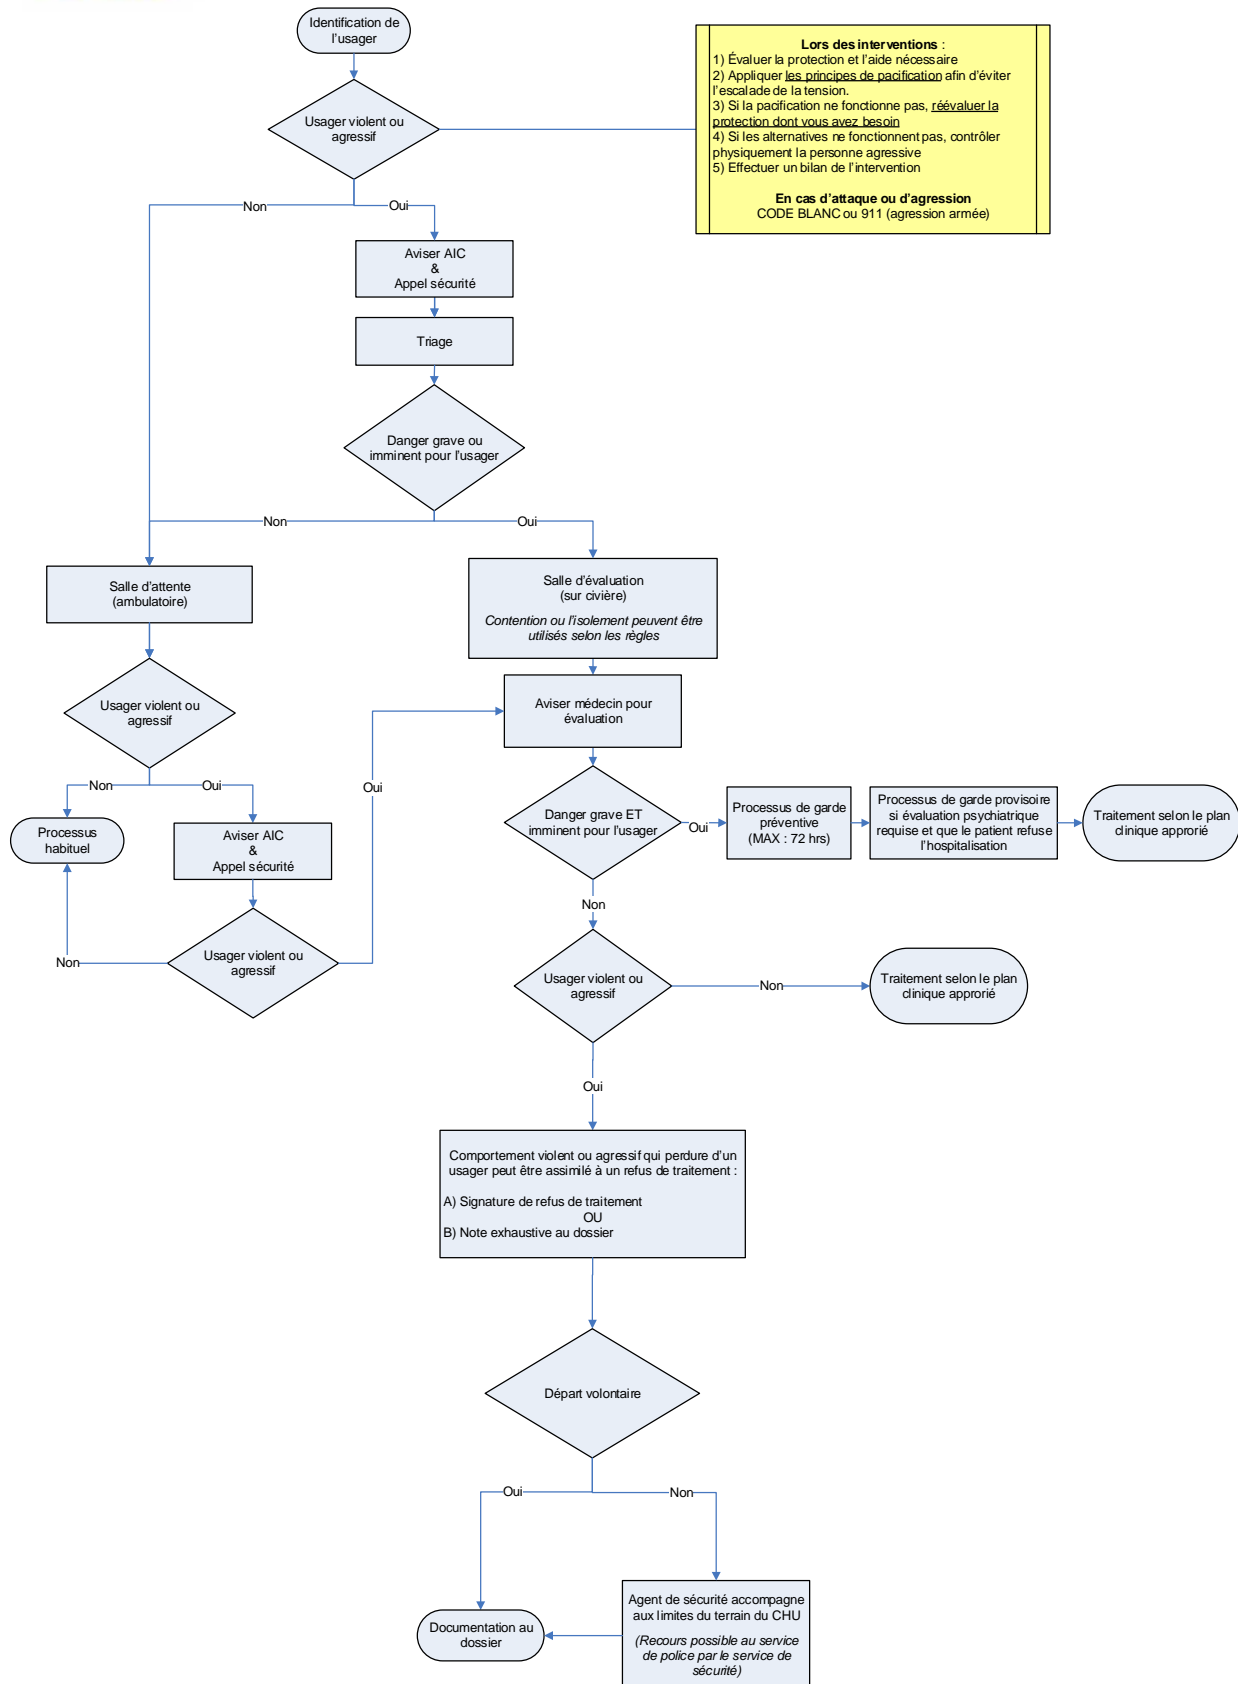 Identification de
l'usager
Lors des interventions :
1) Évaluer la protection et l'aide nécessaire
2) Appliquer les principes de pacification afin d'éviter
l'escalade de la tension.
3) Si la pacification ne fonctionne pas, réévaluer la
protection dont vous avez besoin
4) Si les alternatives ne fonctionnent pas, contrôler
physiquement la personne agressive
5) Effectuer un bilan de l'intervention
En cas d'attaque ou d'agression
CODE BLANC ou 911 (agression armée)
Usager violent ou
agressif
Non
Oui
Aviser AIC
&
Appel sécurité
Triage
Danger grave ou
imminent pour l'usager
Non
Oui
Salle d'attente
(ambulatoire)
Salle d'évaluation
(sur civière)
Contention ou l'isolement peuvent être
utilisés selon les règles
Usager violent ou
agressif
Aviser médecin pour
évaluation
Non
Oui
Oui
Processus
habituel
Aviser AIC
&
Appel sécurité
Danger grave ET
imminent pour l'usager
Oui
Processus de garde
préventive
(MAX : 72 hrs)
Processus de garde provisoire
si évaluation psychiatrique
requise et que le patient refuse
l'hospitalisation
Traitement selon le plan
clinique approrié
Non
Usager violent ou
agressif
Non
Usager violent ou
agressif
Non
Traitement selon le plan
clinique approrié
Oui
Comportement violent ou agressif qui perdure d'un
usager peut être assimilé à un refus de traitement :
A) Signature de refus de traitement
OU
B) Note exhaustive au dossier
Départ volontaire
Oui
Non
Documentation au
dossier
Agent de sécurité accompagne
aux limites du terrain du CHU
(Recours possible au service
de police par le service de
sécurité)